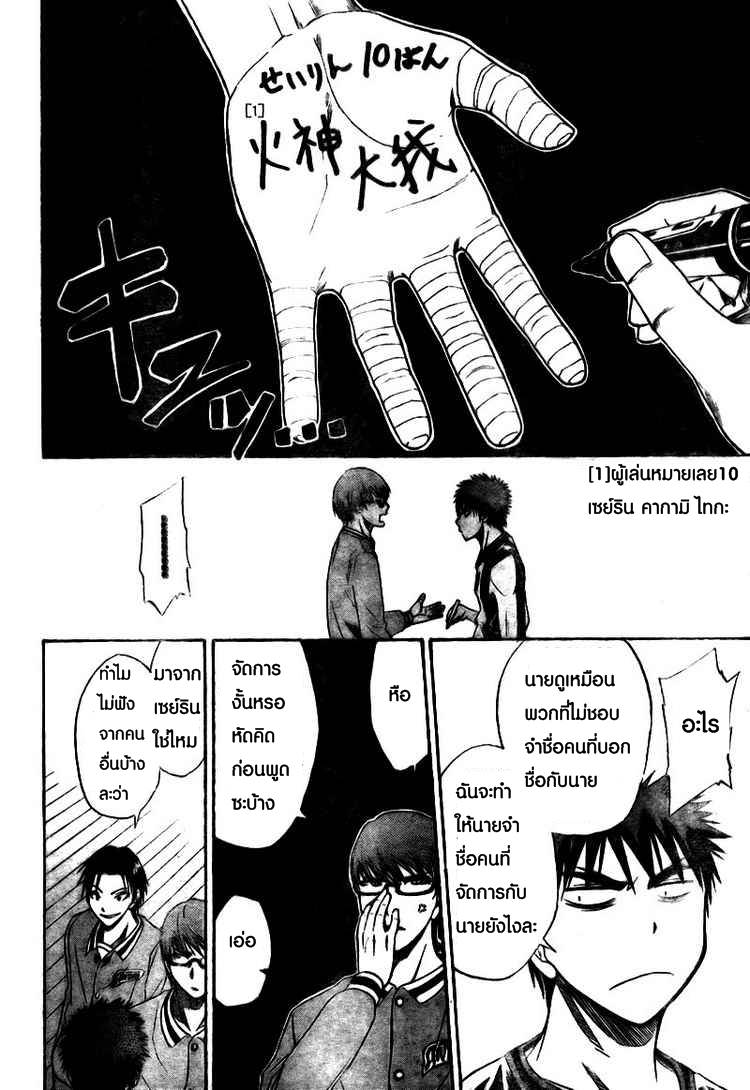 せいりん 10ばん
[1]
火神
大我
キュッ
[1]ผู้เล่นหมายเลย10
เซย์ริน คากามิ ไทกะ
อะไร
นายดูเหมือน
พวกที่ไม่ชอบ
จำชื่อคนที่บอก
ชื่อกับนาย
ฉันจะทำ
ให้นายจำ
ชื่อคนที่
จัดการกับ
นายยังไงละ
หือ
จัดการ
งั้นหรอ
หัดคิด
ก่อนพูด
ซะบ้าง
เอ่อ
มาจาก
เซย์ริน
ใช่ไหม
ทำไม
ไม่ฟัง
จากคน
อื่นบ้าง
ละว่า